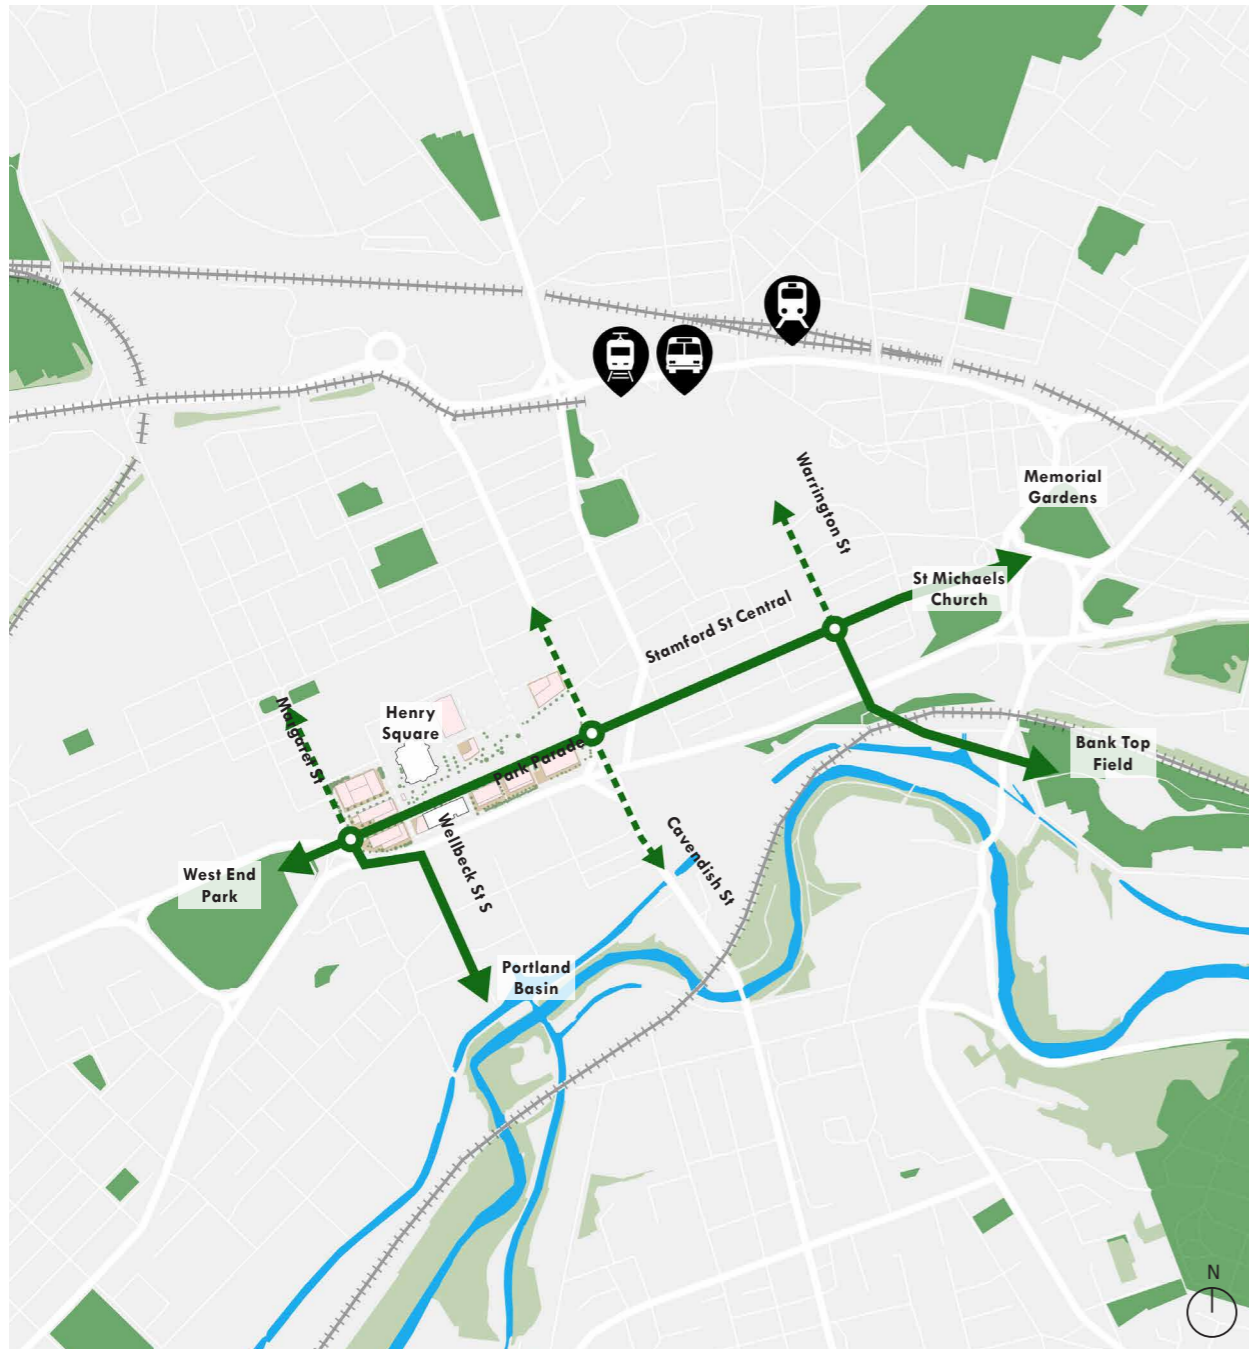 Memorial
Gardens
Warrington St
St Michaels
Church
Stamford St Central
Margaret St
Henry
Square
Park Parade
Bank Top
Field
Wellbeck St S
Cavendish St
West End
Park
Portland
Basin
N